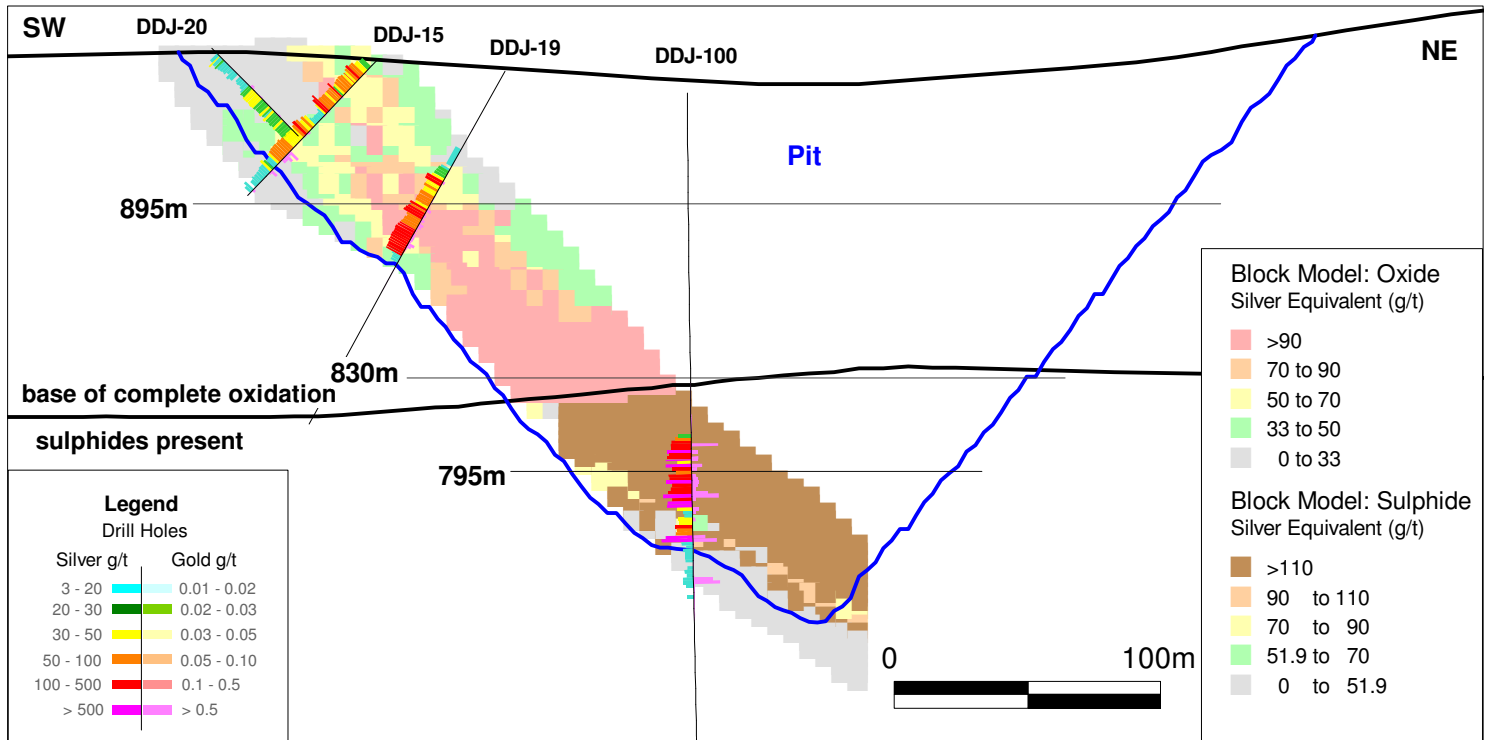 SW
DDJ-20
DDJ-15
DDJ-19
DDJ-100
NE
Pit
895m
830m
base of complete oxidation
sulphides present
795m
Legend
Drill Holes
Silver g/t Gold g/t
3 - 20 0.01 - 0.02
20 - 30 0.02 - 0.03
30 - 50 0.03 - 0.05
50 - 100 0.05 - 0.10
100 - 500 0.1 - 0.5
> 500 > 0.5
0 100m
Block Model: Oxide
Silver Equivalent (g/t)
>90
70 to 90
50 to 70
33 to 50
0 to 33
Block Model: Sulphide
Silver Equivalent (g/t)
>110
90 to 110
70 to 90
51.9 to 70
0 to 51.9